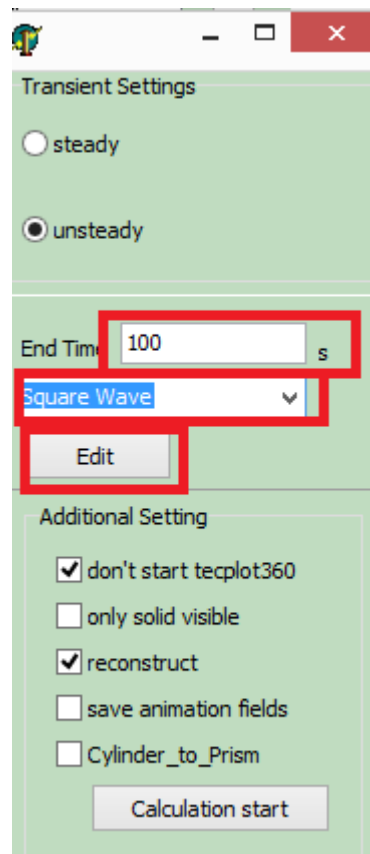 Transient Settings
steady
unsteady
End Tim 100 s
Square Wave
Edit
Additional Setting
don't start tecplot360
only solid visible
reconstruct
save animation fields
Cylinder_to_Prism
Calculation start